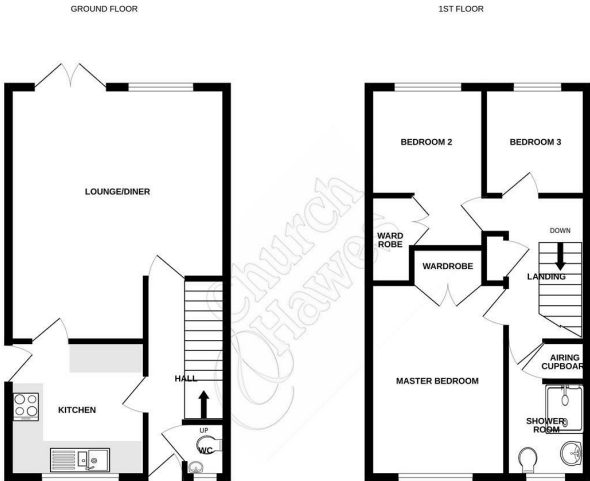 GROUND FLOOR
1ST FLOOR
LOUNGE/DINER
KITCHEN
HALL
UP
WC
BEDROOM 2
BEDROOM 3
WARD
ROBE
WARDROBE
DOWN
LANDING
MASTER BEDROOM
AIRING
CUPBOARD
SHOWER
ROOM
Church
& Hawes